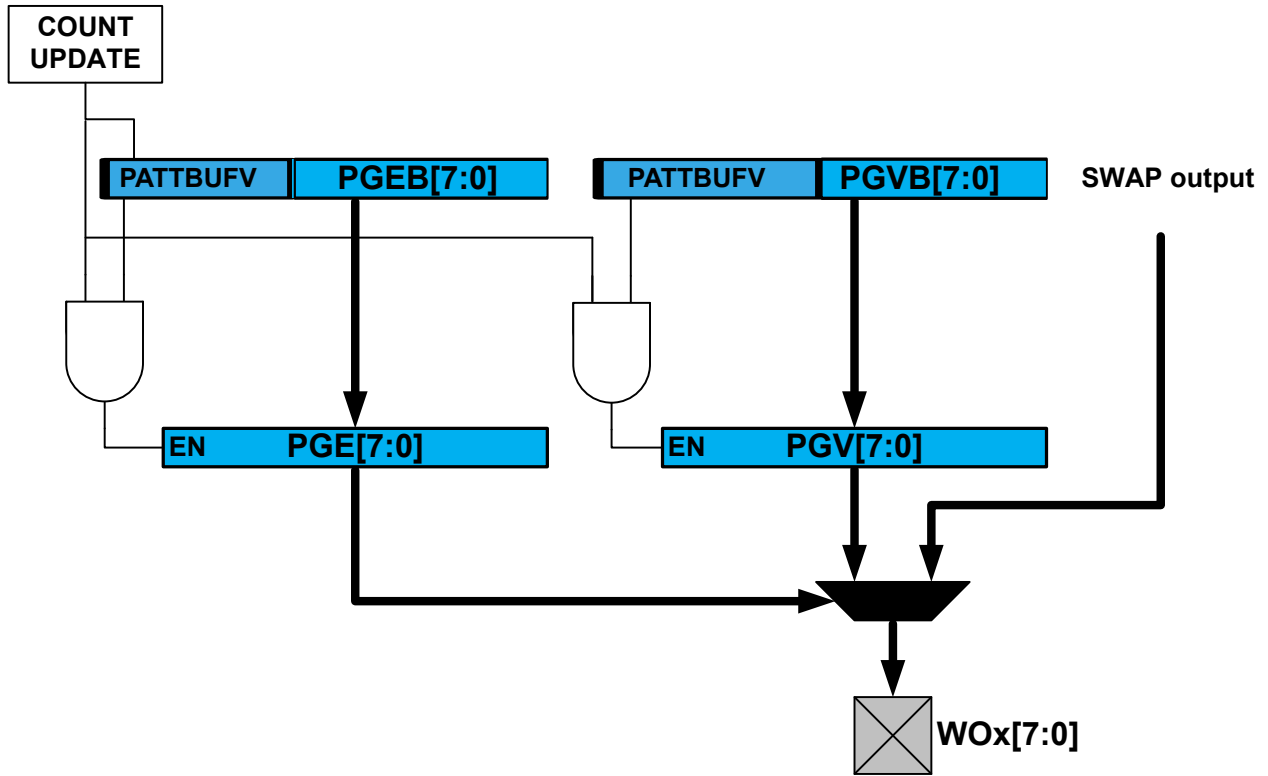 COUNT
UPDATE
PATTBUFV PGEB[7:0] PATTBUFV PGVB[7:0] SWAP output
EN PGE[7:0] EN PGV[7:0]
WOx[7:0]